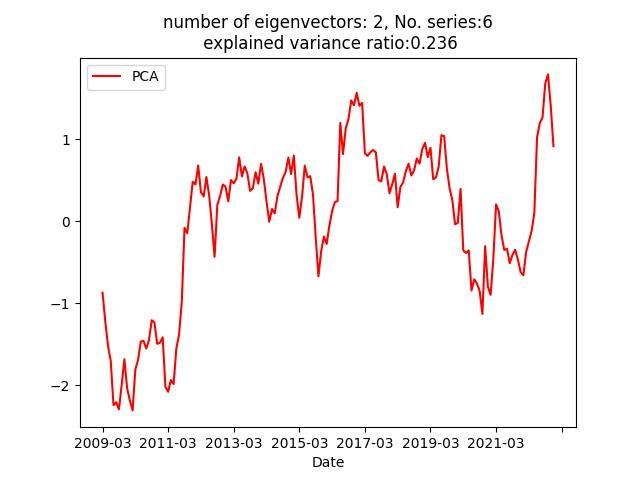 number of eigenvectors: 2, No. series:6
explained variance ratio:0.236
PCA
1
0
−1
−2
2009-03 2011-03 2013-03 2015-03 2017-03 2019-03 2021-03
Date